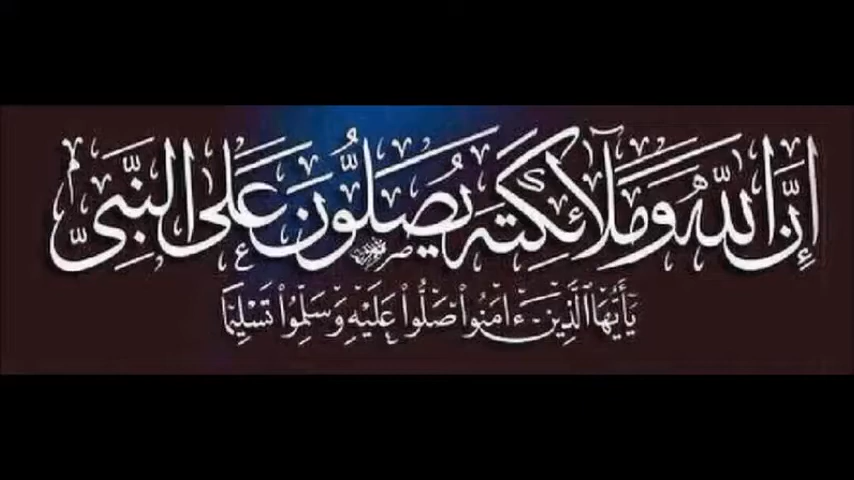 إِنَّ اللّٰهَ وَمَلَآئِكَتَهُ يُصَلُّونَ عَلَى النَّبِىِّ
يَٰٓأَيُّهَا الَّذِينَ ءَامَنُوا۟ صَلُّوا۟ عَلَيْهِ وَسَلِّمُوا۟ تَسْلِيمًا